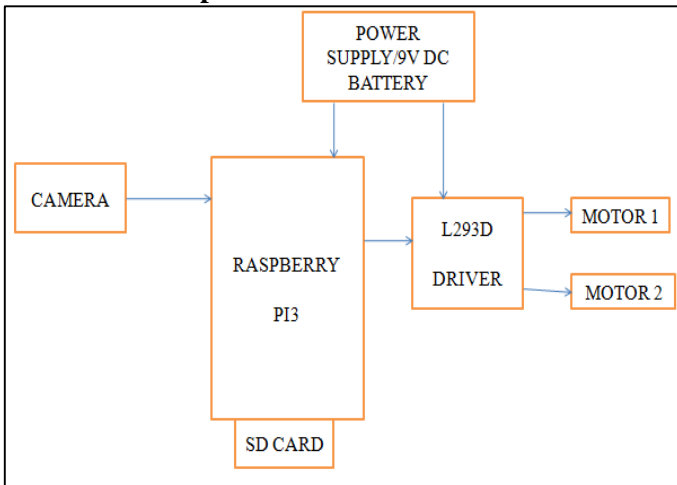 POWER
SUPPLY/9V DC
BATTERY
CAMERA
RASPBERRY
PI3
L293D
DRIVER
MOTOR 1
MOTOR 2
SD CARD